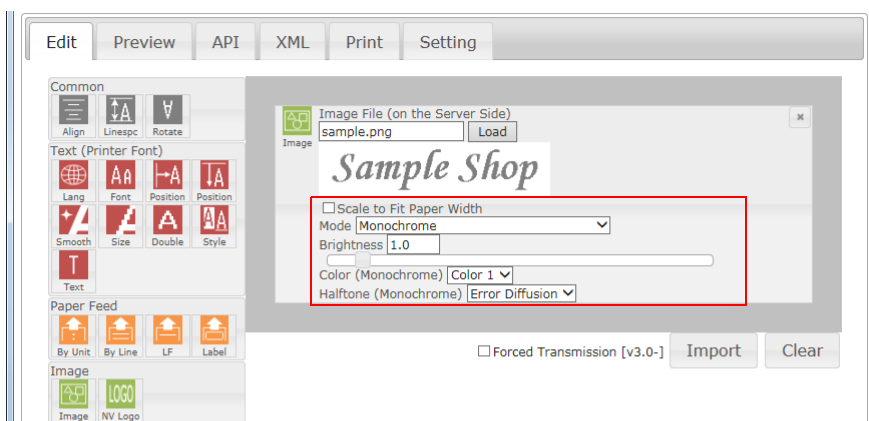 Edit Preview API XML Print Setting
Common
Align Linespc Rotate
Text (Printer Font)
Lang Font Position Position
Smooth Size Double Style
Text
Paper Feed
By Unit By Line LF Label
Image
LOGO
Image NV Logo
Image File (on the Server Side)
sample.png Load
Image
Sample Shop
Scale to Fit Paper Width
Mode Monochrome
Brightness 1.0
Color (Monochrome) Color 1
Halftone (Monochrome) Error Diffusion
Forced Transmission [v3.0-] Import Clear